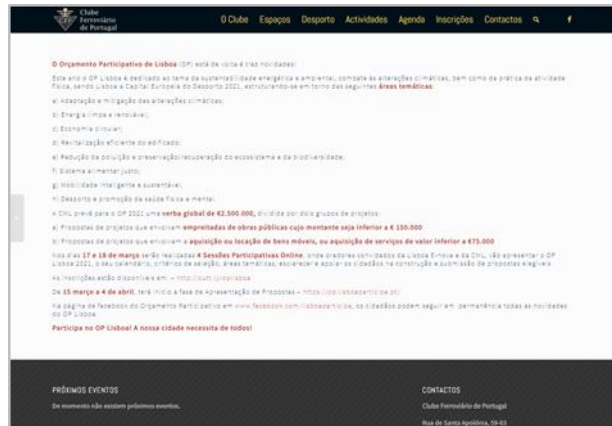 Clube
Ferroviário
de Portugal
O Clube Espaços Desporto Actividades Agenda Inscrições Contactos
O Orçamento Participativo de Lisboa (OP) está de volta e traz novidades!
Este ano o OP Lisboa é dedicado ao tema da sustentabilidade energética e ambiental, combate às alterações climáticas, bem como da prática da atividade
física, sendo Lisboa a Capital Europeia do Desporto 2021, estruturando-se em torno das seguintes áreas temáticas:
a) Adaptação e mitigação das alterações climáticas;
b) Energia limpa e renovável;
c) Economia circular;
d) Revitalização eficiente do edificado;
e) Redução da poluição e preservação/recuperação do ecossistema e da biodiversidade;
f) Sistema alimentar justo;
g) Mobilidade inteligente e sustentável;
h) Desporto e promoção da saúde física e mental.
A CML prevê para o OP 2021 uma verba global de €2.500.000, dividida por dois grupos de projetos:
a) Propostas de projetos que envolvam empreitadas de obras públicas cujo montante seja inferior a € 150.000
b) Propostas de projetos que envolvam a aquisição ou locação de bens móveis, ou aquisição de serviços de valor inferior a €75.000
Nos dias 17 e 18 de março serão realizadas 4 Sessões Participativas Online, onde oradores convidados da Lisboa E-nova e da CML, vão apresentar o OP
Lisboa 2021, o seu calendário, critérios de seleção, áreas temáticas, esclarecer e apoiar os cidadãos na construção e submissão de propostas elegíveis.
As inscrições estão disponíveis em: – http://cutt.ly/oplisboa
De 15 março a 4 de abril, terá início a fase de Apresentação de Propostas – https://op.lisboaparticipa.pt/
Na página de facebook do Orçamento Participativo em www.facebook.com/lisboaparticipa, os cidadãos podem seguir em permanência todas as novidades
do OP Lisboa.
Participa no OP Lisboa! A nossa cidade necessita de todos!
PRÓXIMOS EVENTOS
De momento não existem próximos eventos.
CONTACTOS
Clube Ferroviário de Portugal
Rua de Santa Apolónia, 59-63